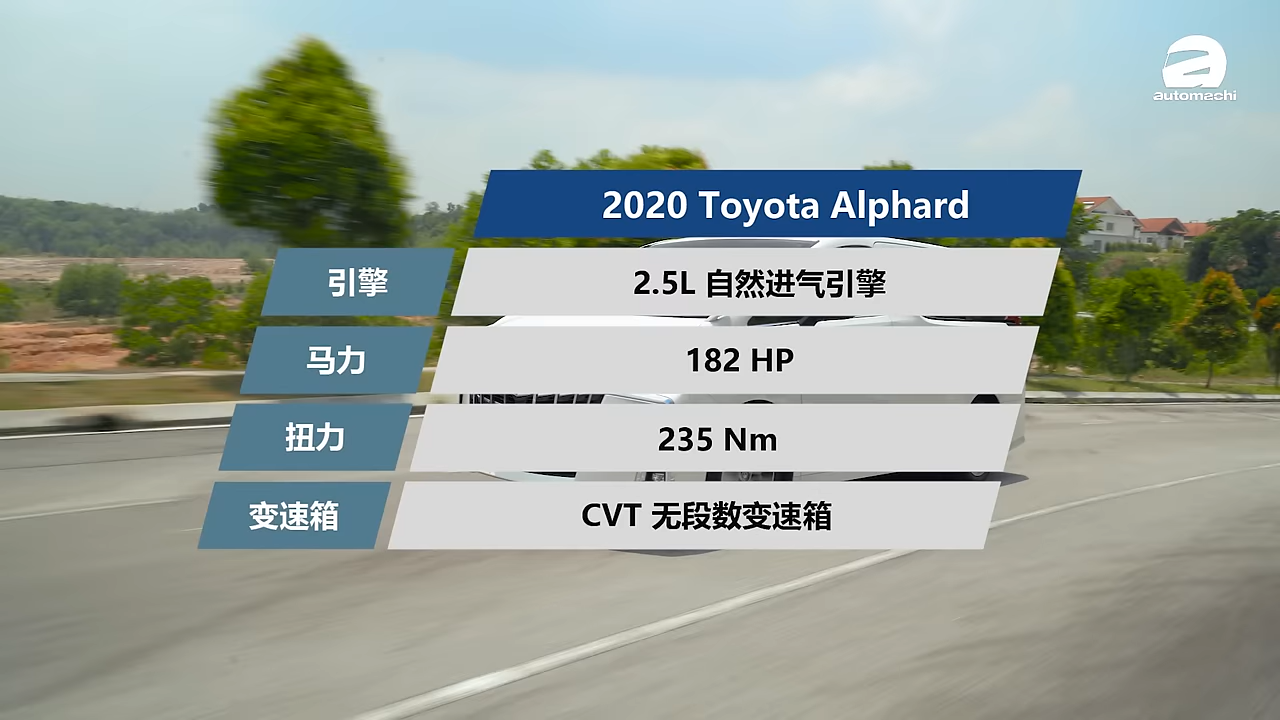 automachi
2020 Toyota Alphard
引擎 2.5L 自然进气引擎
马力 182 HP
扭力 235 Nm
变速箱 CVT 无段数变速箱